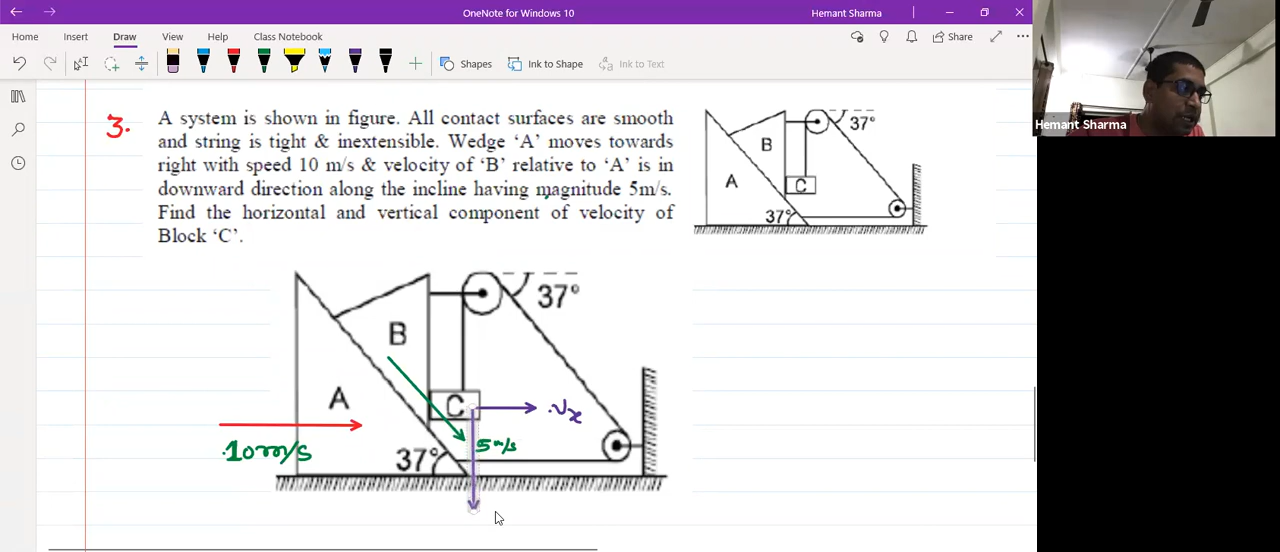 OneNote for Windows 10
Hemant Sharma
Home Insert Draw View Help Class Notebook
Share
Shapes Ink to Shape Ink to Text
Hemant Sharma
3. A system is shown in figure. All contact surfaces are smooth
and string is tight & inextensible. Wedge ‘A’ moves towards
right with speed 10 m/s & velocity of ‘B’ relative to ‘A’ is in
downward direction along the incline having magnitude 5m/s.
Find the horizontal and vertical component of velocity of
Block ‘C’.
37°
B
A
C
37°
37°
B
A
C
vx
10m/s
5m/s
37°